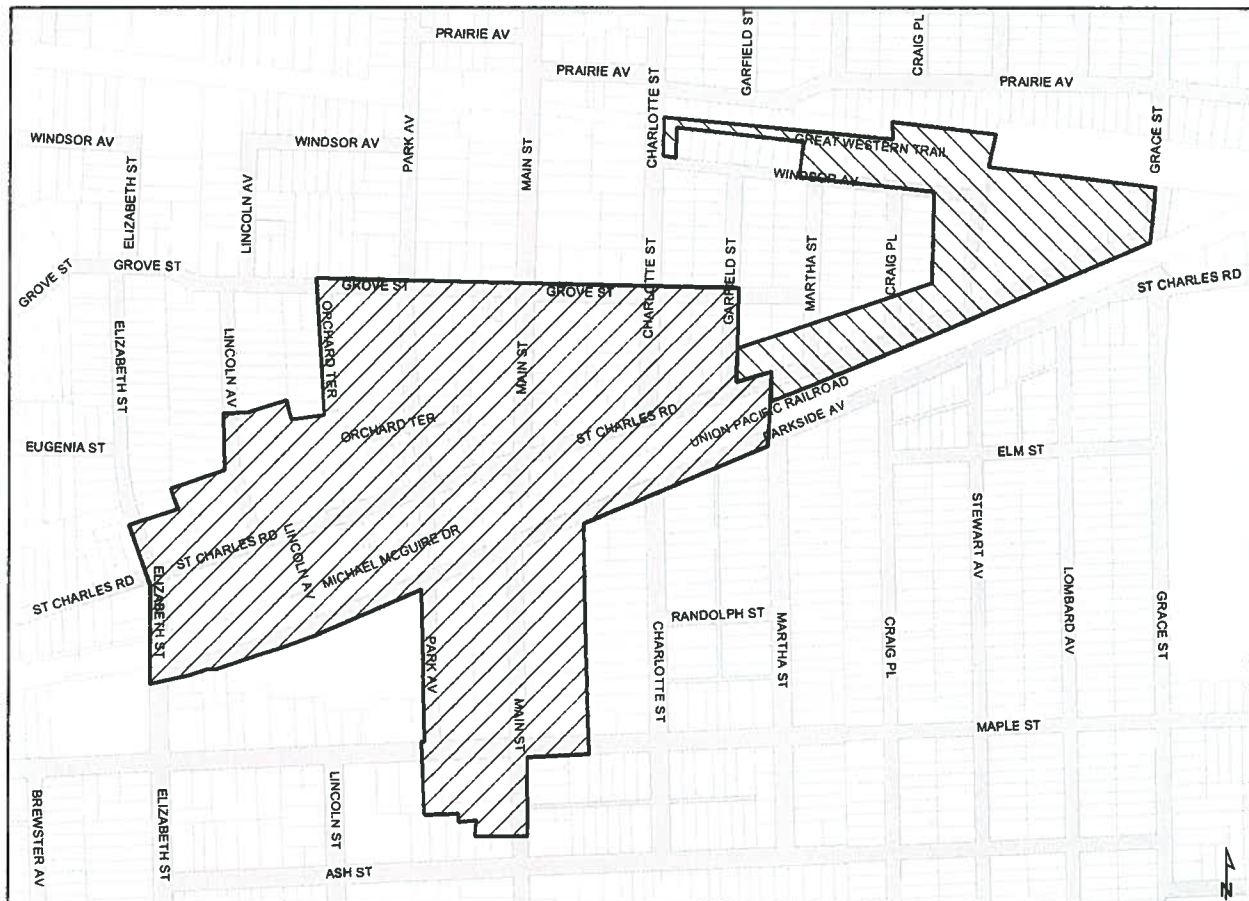 PRAIRIE AV
PRAIRIE AV
GARFIELD ST
CRAIG PL
PRAIRIE AV
CHARLOTTE ST
GRACE ST
WINDSOR AV
WINDSOR AV
PARK AV
MAIN ST
GREAT WESTERN TRAIL
WINDSOR AV
ELIZABETH ST
LINCOLN AV
GROVE ST
GROVE ST
GROVE ST
GROVE ST
CHARLOTTE ST
GARFIELD ST
MARTHA ST
CRAIG PL
ST CHARLES RD
ELIZABETH ST
LINCOLN AV
ORCHARD TER
MAIN ST
ORCHARD TER
ST CHARLES RD
UNION PACIFIC RAILROAD
PARKSIDE AV
EUGENIA ST
ELM ST
ST CHARLES RD
ST CHARLES RD
LINCOLN AV
MICHAEL MCGUIRE DR
ELIZABETH ST
STEWART AV
LOMBARD AV
GRACE ST
RANDOLPH ST
PARK AV
CHARLOTTE ST
MARTHA ST
CRAIG PL
MAIN ST
MAPLE ST
BREWSTER AV
ELIZABETH ST
LINCOLN ST
ASH ST
N